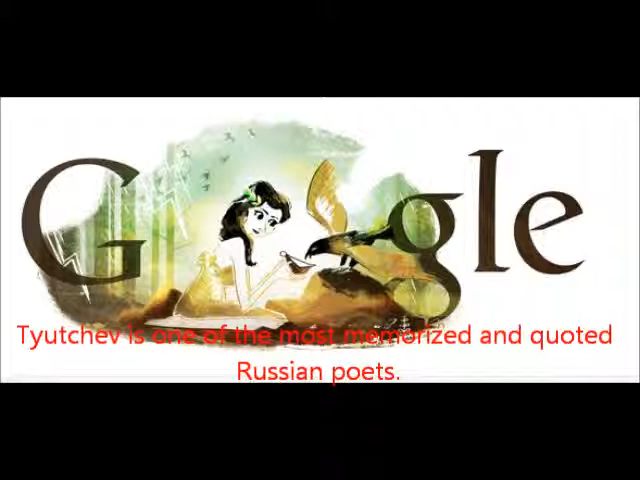 Google
Tyutchev is one of the most memorized and quoted
Russian poets.